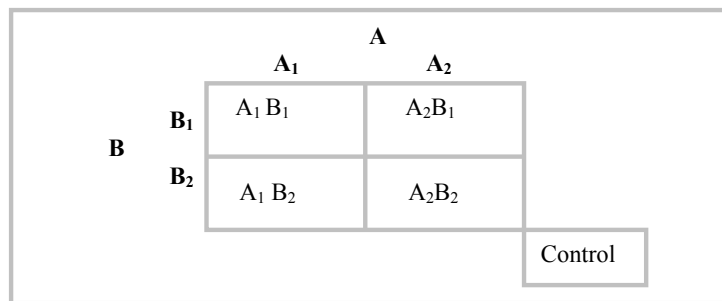 A
A₁ A₂
B₁ A₁ B₁ A₂B₁
B
B₂ A₁ B₂ A₂B₂
Control